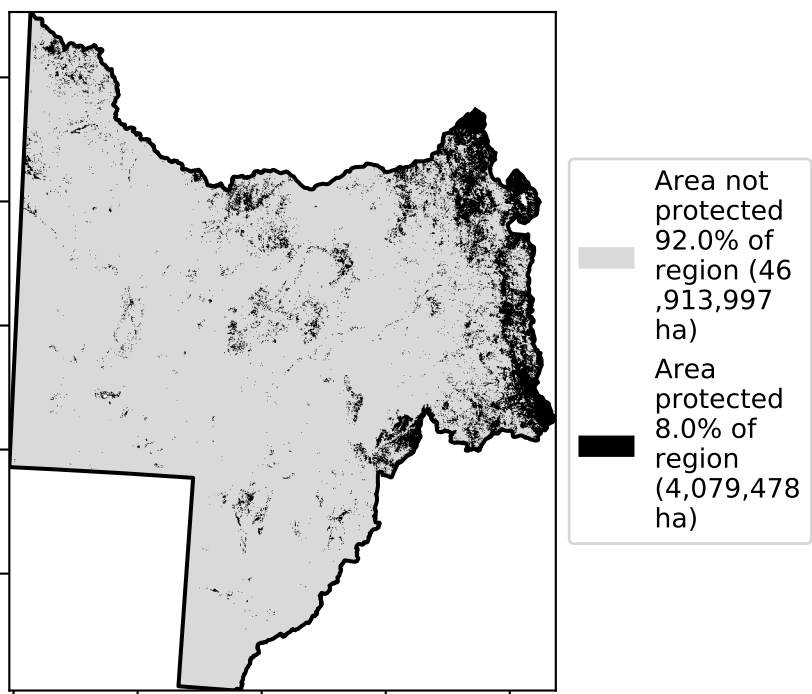 Area not
protected
92.0% of
region (46
,913,997
ha)
Area
protected
8.0% of
region
(4,079,478
ha)